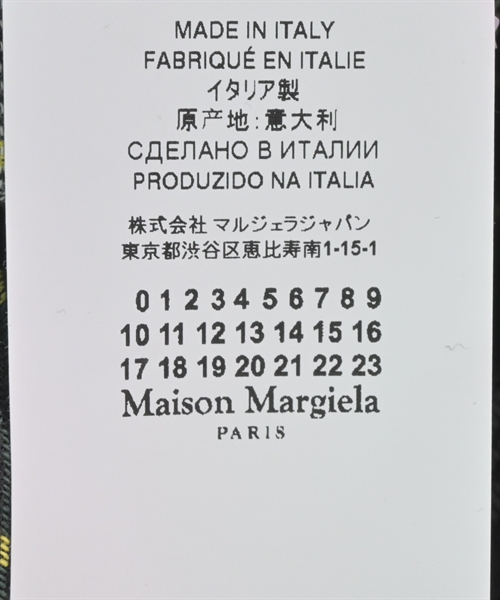 MADE IN ITALY
FABRIQUÉ EN ITALIE
イタリア製
原产地:意大利
СДЕЛАНО В ИТАЛИИ
PRODUZIDO NA ITALIA
株式会社 マルジェラジャパン
東京都渋谷区恵比寿南1-15-1
0 1 2 3 4 5 6 7 8 9
10 11 12 13 14 15 16
17 18 19 20 21 22 23
Maison Margiela
PARIS